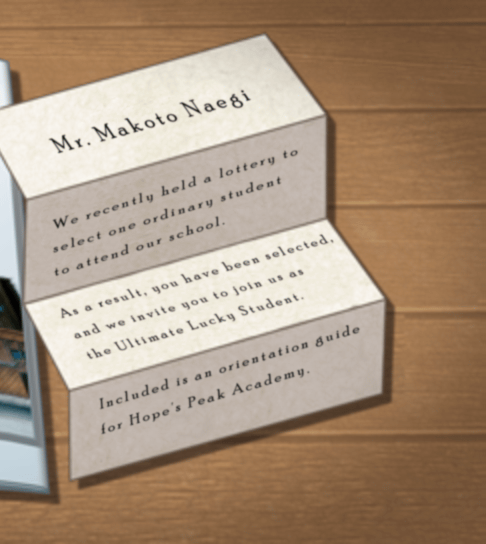 Mr. Makoto Naegi
We recently held a lottery to
select one ordinary student
to attend our school.
As a result, you have been selected,
and we invite you to join us as
the Ultimate Lucky Student.
Included is an orientation guide
for Hope's Peak Academy.